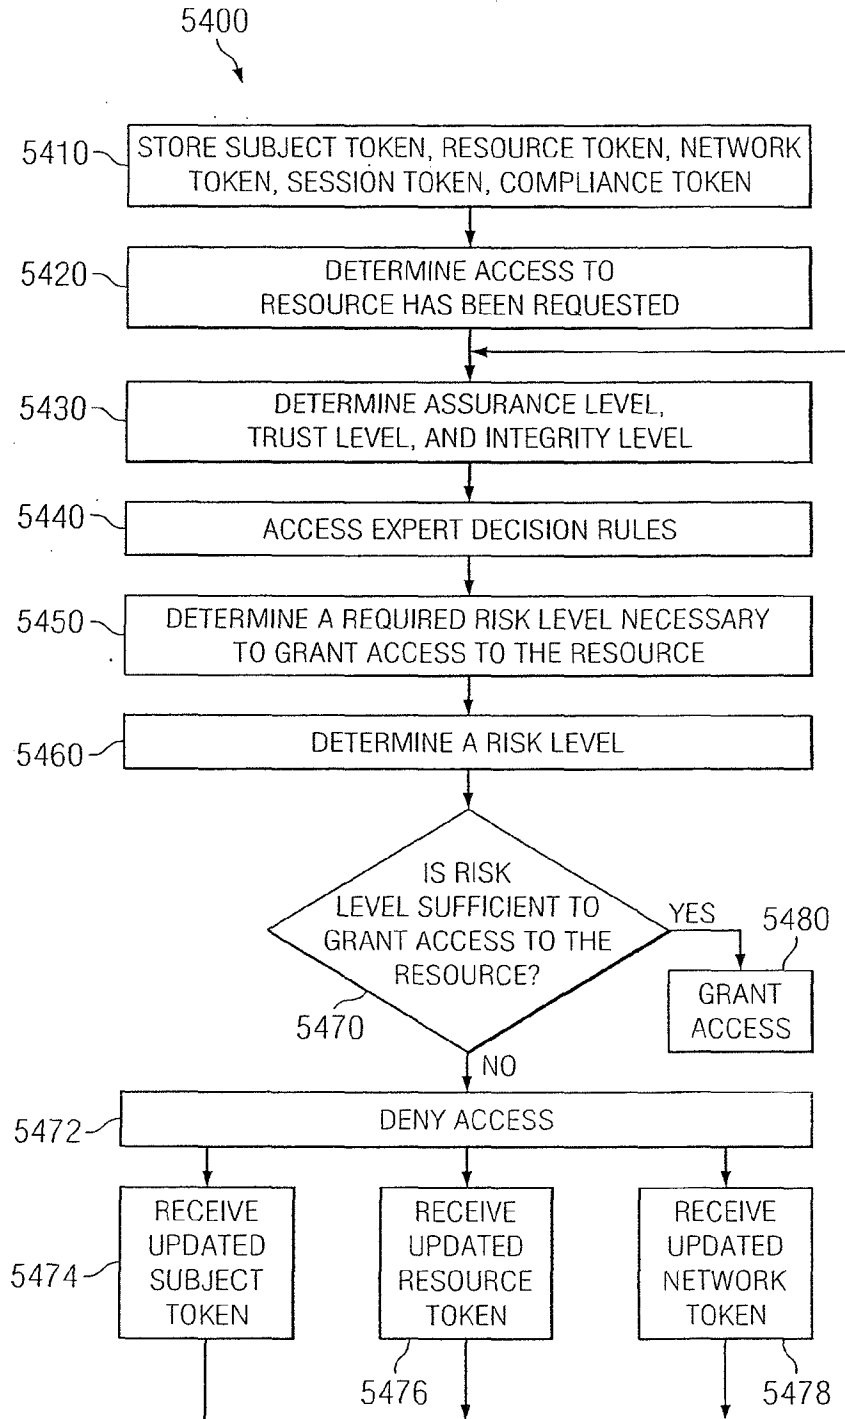 5400
5410
STORE SUBJECT TOKEN, RESOURCE TOKEN, NETWORK
TOKEN, SESSION TOKEN, COMPLIANCE TOKEN
5420
DETERMINE ACCESS TO
RESOURCE HAS BEEN REQUESTED
5430
DETERMINE ASSURANCE LEVEL,
TRUST LEVEL, AND INTEGRITY LEVEL
5440
ACCESS EXPERT DECISION RULES
5450
DETERMINE A REQUIRED RISK LEVEL NECESSARY
TO GRANT ACCESS TO THE RESOURCE
5460
DETERMINE A RISK LEVEL
IS RISK
LEVEL SUFFICIENT TO
GRANT ACCESS TO THE
RESOURCE?
5470
YES
5480
GRANT
ACCESS
NO
5472
DENY ACCESS
5474
RECEIVE
UPDATED
SUBJECT
TOKEN
RECEIVE
UPDATED
RESOURCE
TOKEN
5476
RECEIVE
UPDATED
NETWORK
TOKEN
5478